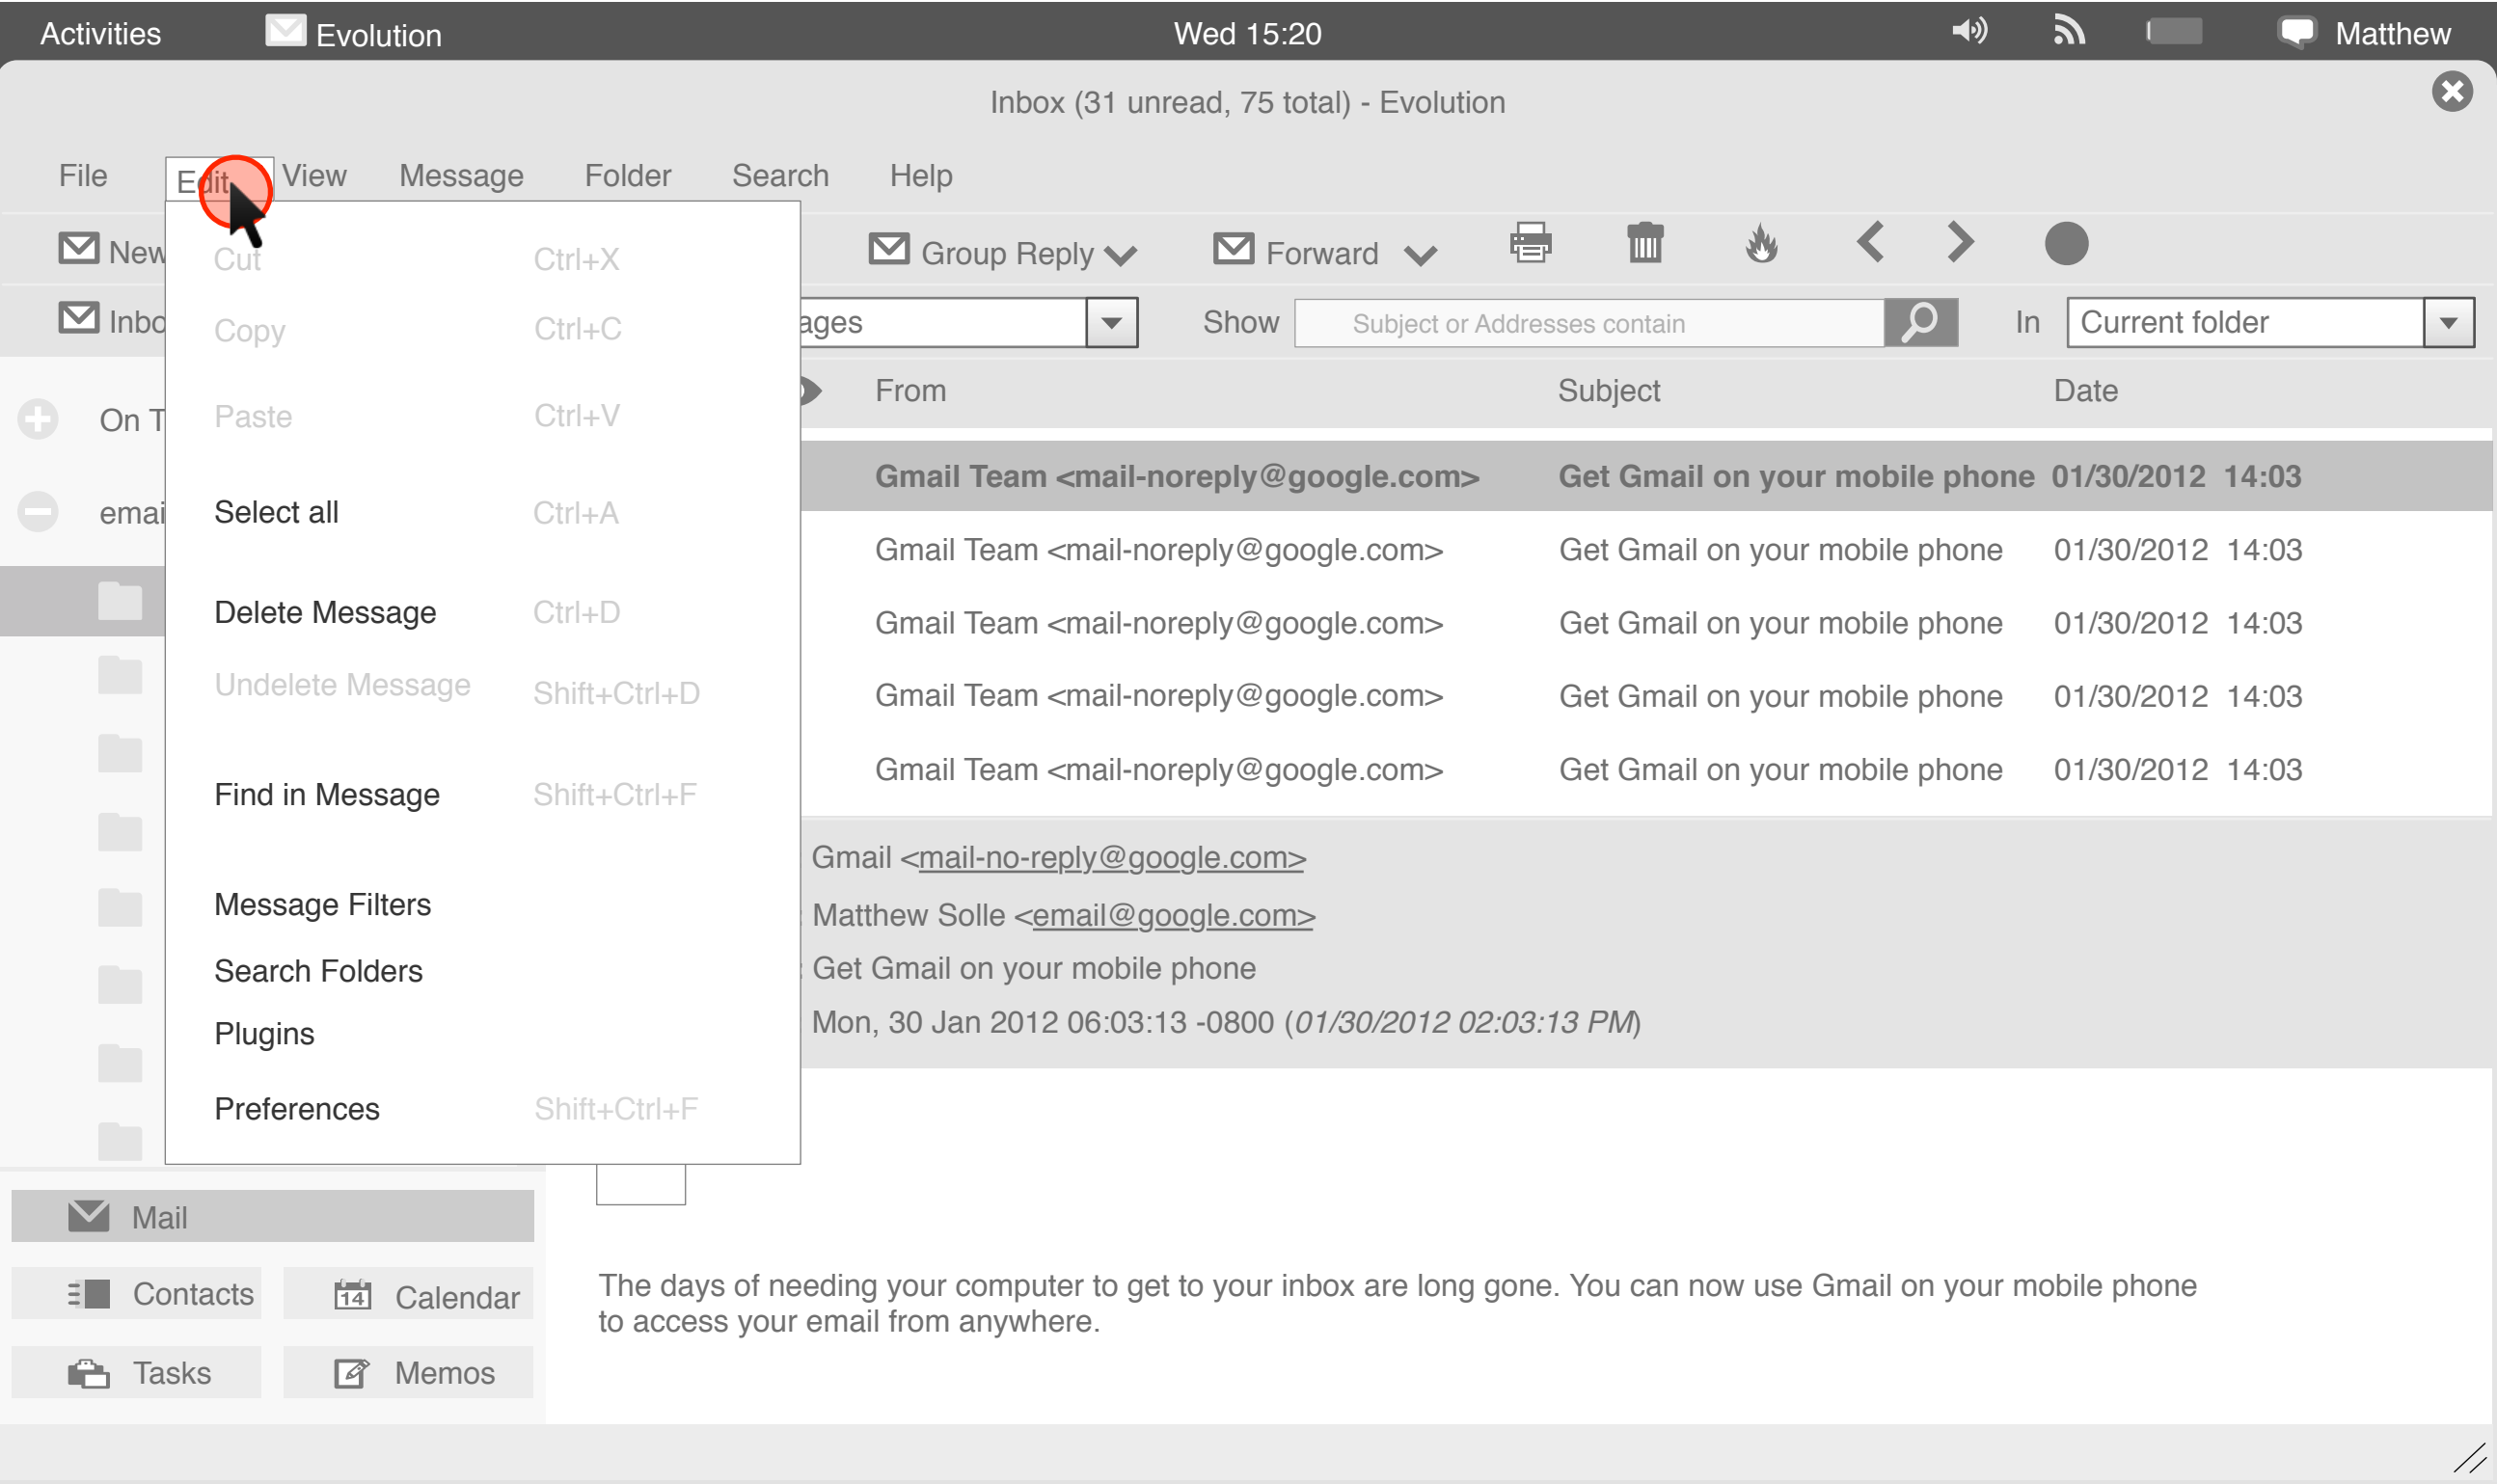 Activities Evolution Wed 15:20 Matthew
Inbox (31 unread, 75 total) - Evolution
File Edit View Message Folder Search Help
New Group Reply Forward
Show Subject or Addresses contain In Current folder
From Subject Date
Cut Ctrl+X
Copy Ctrl+C
Paste Ctrl+V
Select all Ctrl+A
Delete Message Ctrl+D
Undelete Message Shift+Ctrl+D
Find in Message Shift+Ctrl+F
Message Filters
Search Folders
Plugins
Preferences Shift+Ctrl+F
On
Gmail Team <mail-noreply@google.com> Get Gmail on your mobile phone 01/30/2012 14:03
Gmail Team <mail-noreply@google.com> Get Gmail on your mobile phone 01/30/2012 14:03
Gmail Team <mail-noreply@google.com> Get Gmail on your mobile phone 01/30/2012 14:03
Gmail Team <mail-noreply@google.com> Get Gmail on your mobile phone 01/30/2012 14:03
Gmail Team <mail-noreply@google.com> Get Gmail on your mobile phone 01/30/2012 14:03
Gmail <mail-no-reply@google.com>
Matthew Solle <email@google.com>
: Get Gmail on your mobile phone
Mon, 30 Jan 2012 06:03:13 -0800 (01/30/2012 02:03:13 PM)
Mail
Contacts 14 Calendar
Tasks Memos
The days of needing your computer to get to your inbox are long gone. You can now use Gmail on your mobile phone
to access your email from anywhere.